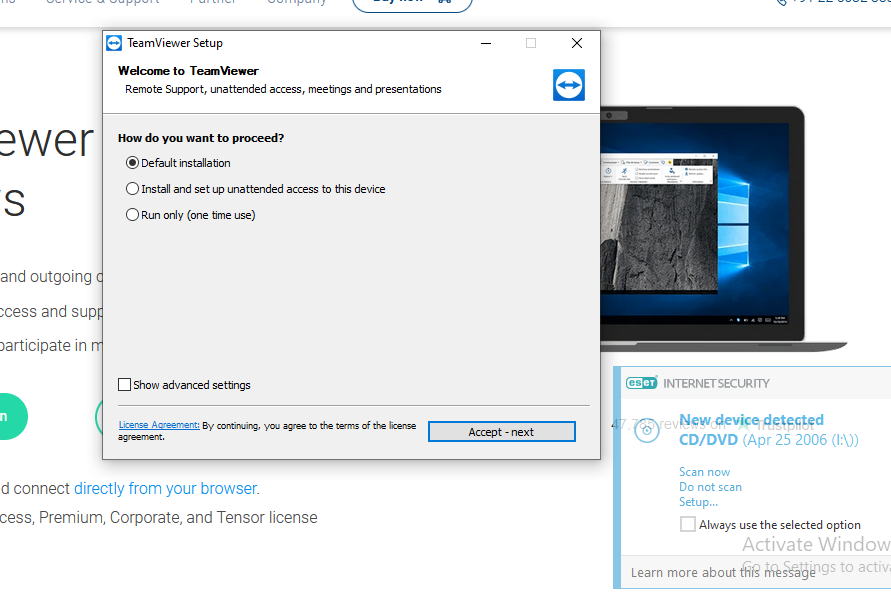 Service & Support Partner Company Buy now
TeamViewer Setup
Welcome to TeamViewer
Remote Support, unattended access, meetings and presentations
How do you want to proceed?
Default installation
Install and set up unattended access to this device
Run only (one time use)
Show advanced settings
License Agreement: By continuing, you agree to the terms of the license
agreement.
Accept - next
ewer
s
and outgoing
ccess and supp
participate in m
n
d connect directly from your browser.
cess, Premium, Corporate, and Tensor license
eset INTERNET SECURITY
New device detected
CD/DVD (Apr 25 2006 (I:\))
reviews on Trustpilot
Scan now
Do not scan
Setup...
Always use the selected option
Activate Window
Go to Settings to activa
Learn more about this message